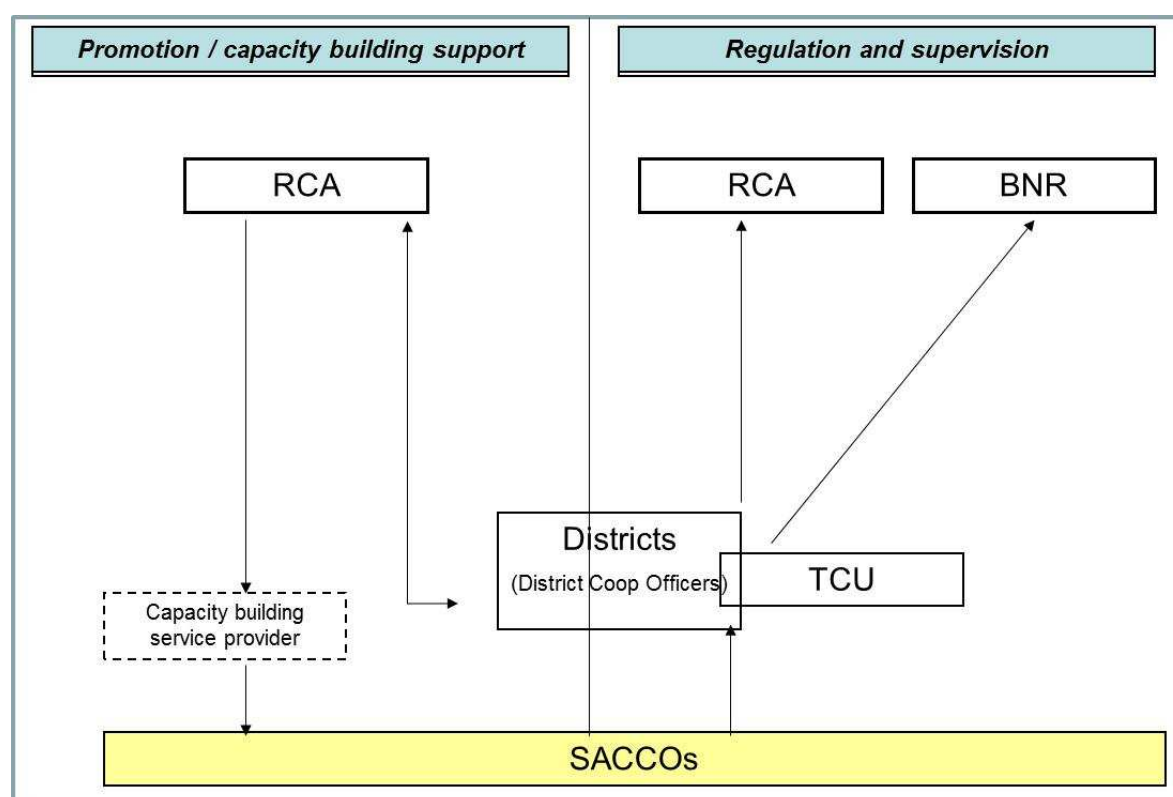 Promotion / capacity building support
Regulation and supervision
RCA
RCA
BNR
Districts
(District Coop Officers)
TCU
Capacity building
service provider
SACCOs